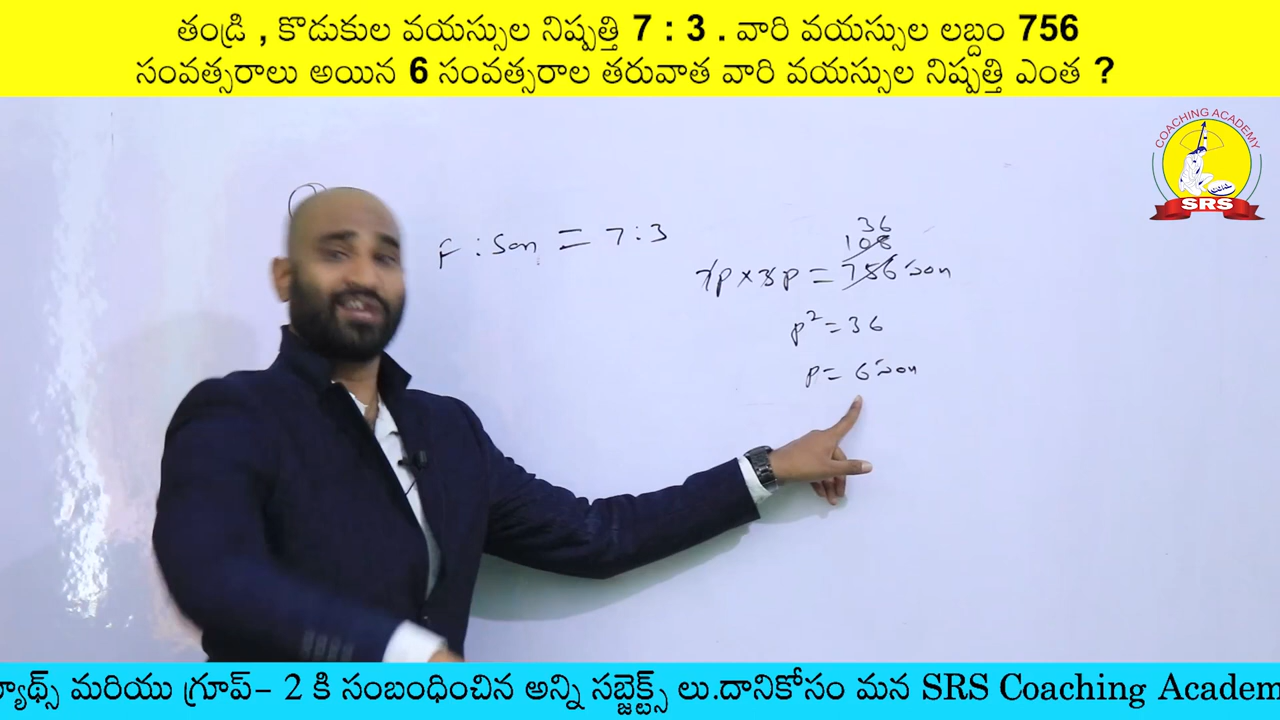 తండ్రి , కొడుకుల వయస్సుల నిష్పత్తి 7 : 3 . వారి వయస్సుల లబ్దం 756
సంవత్సరాలు అయిన 6 సంవత్సరాల తరువాత వారి వయస్సుల నిష్పత్తి ఎంత ?
COACHING ACADEMY
SRS
F : Son = 7:3
36
108
7p x 3p = 756 సంలు
p² = 36
p = 6 సంలు
్యాథ్స్ మరియు గ్రూప్– 2 కి సంబంధించిన అన్ని సబ్జెక్ట్స్ లు.దానికోసం మన SRS Coaching Academ